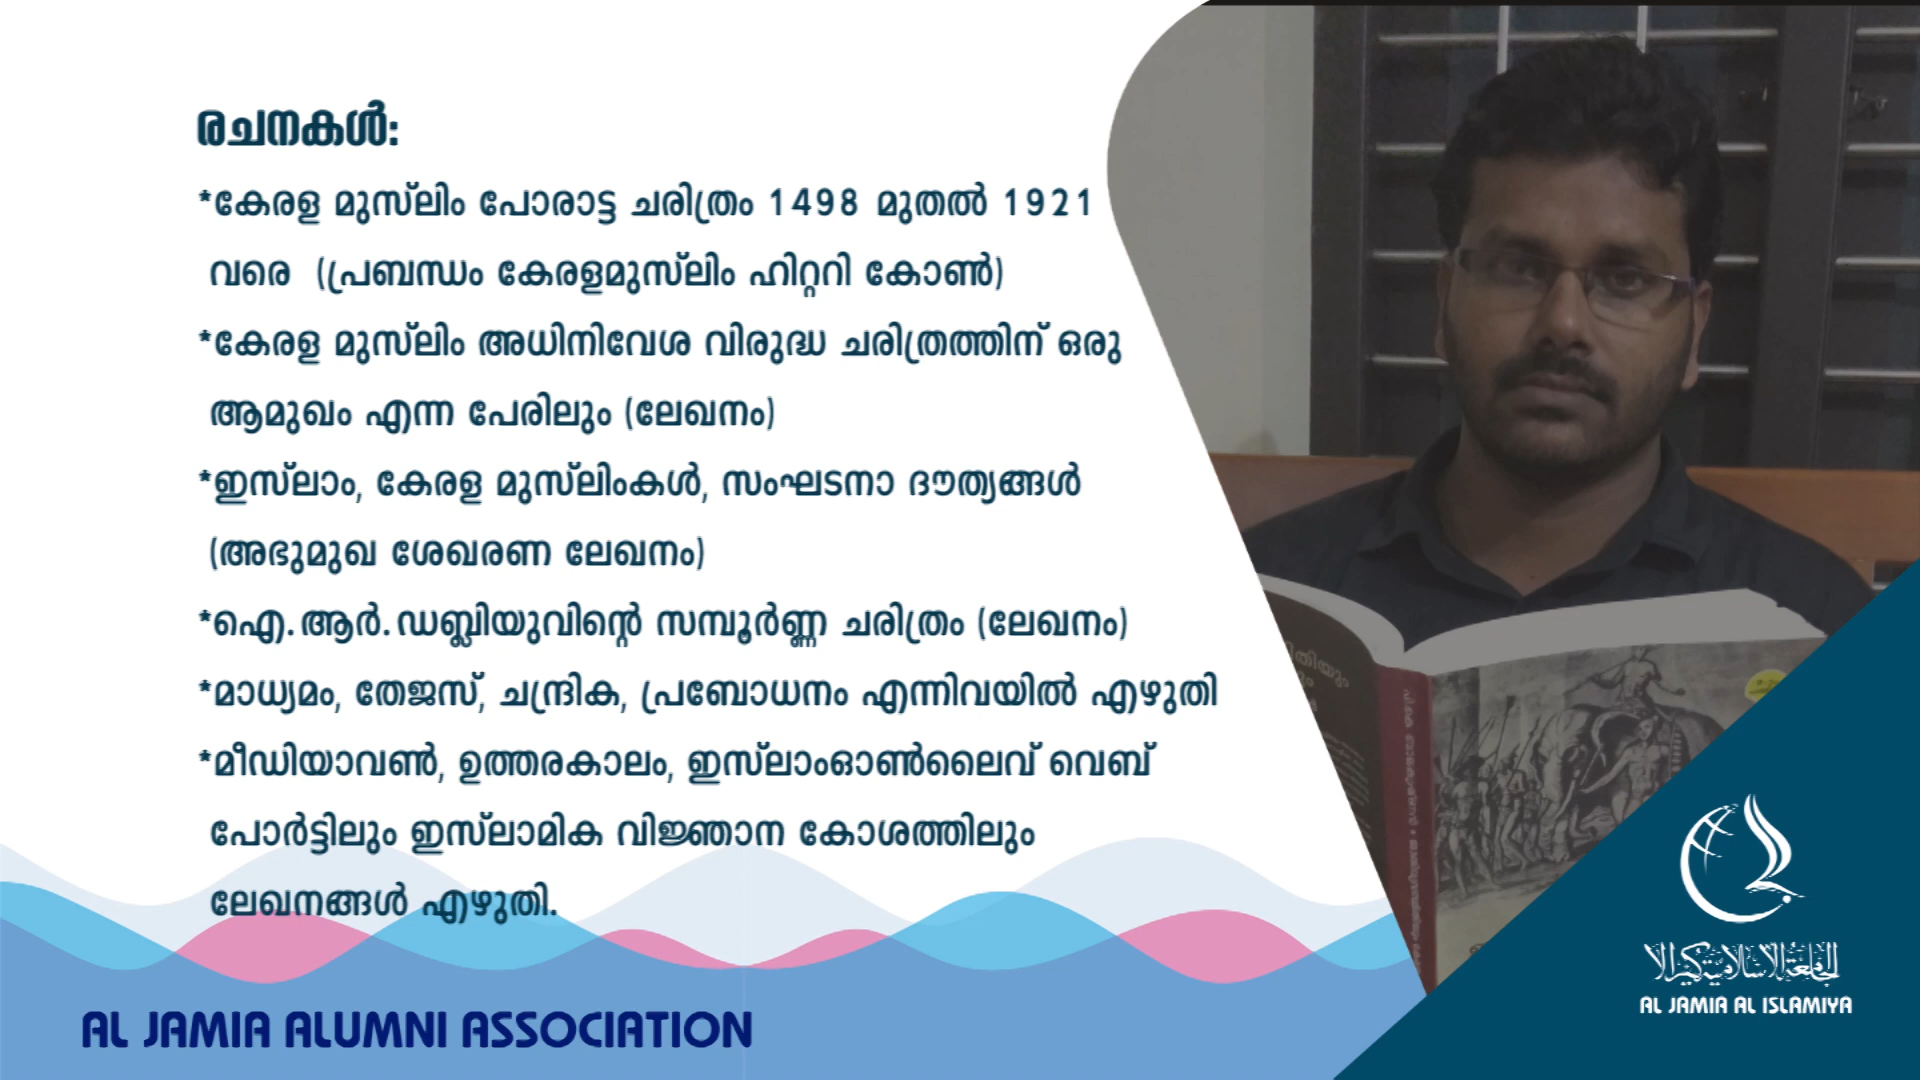 രചനകൾ:
*കേരള മുസ്‌ലിം പോരാട്ട ചരിത്രം 1498 മുതൽ 1921
വരെ (പ്രബന്ധം കേരളമുസ്‌ലിം ഹിറ്ററി കോൺ)
*കേരള മുസ്‌ലിം അധിനിവേശ വിരുദ്ധ ചരിത്രത്തിന് ഒരു
ആമുഖം എന്ന പേരിലും (ലേഖനം)
*ഇസ്‌ലാം, കേരള മുസ്‌ലിംകൾ, സംഘടനാ ദൗത്യങ്ങൾ
(അഭുമുഖ ശേഖരണ ലേഖനം)
*ഐ.ആർ.ഡബ്ലിയുവിന്റെ സമ്പൂർണ്ണ ചരിത്രം (ലേഖനം)
*മാധ്യമം, തേജസ്, ചന്ദ്രിക, പ്രബോധനം എന്നിവയിൽ എഴുതി
*മീഡിയാവൺ, ഉത്തരകാലം, ഇസ്‌ലാംഓൺലൈവ് വെബ്
പോർട്ടിലും ഇസ്‌ലാമിക വിജ്ഞാന കോശത്തിലും
ലേഖനങ്ങൾ എഴുതി.
AL JAMIA ALUMNI ASSOCIATION
AL JAMIA AL ISLAMIYA